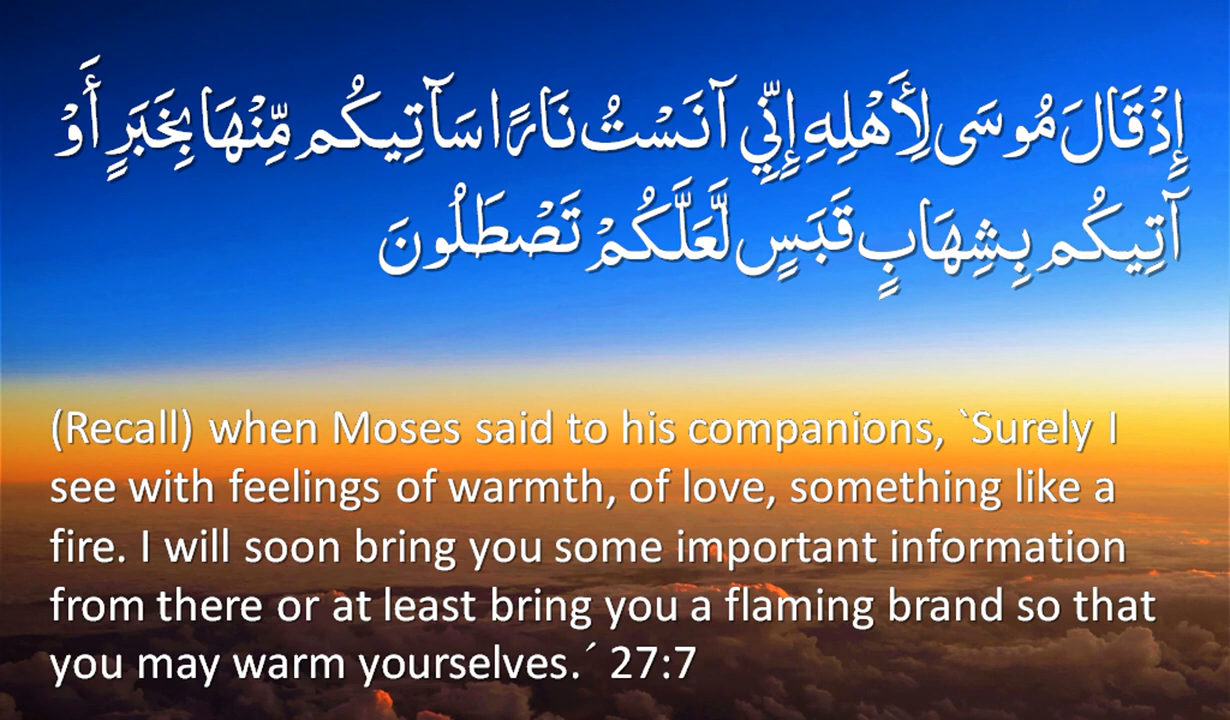 إِذْ قَالَ مُوسَى لِأَهْلِهِ إِنِّي آنَسْتُ نَارًا سَآتِيكُم مِّنْهَا بِخَبَرٍ أَوْ
آتِيكُم بِشِهَابٍ قَبَسٍ لَّعَلَّكُمْ تَصْطَلُونَ
(Recall) when Moses said to his companions, `Surely I
see with feelings of warmth, of love, something like a
fire. I will soon bring you some important information
from there or at least bring you a flaming brand so that
you may warm yourselves.´ 27:7